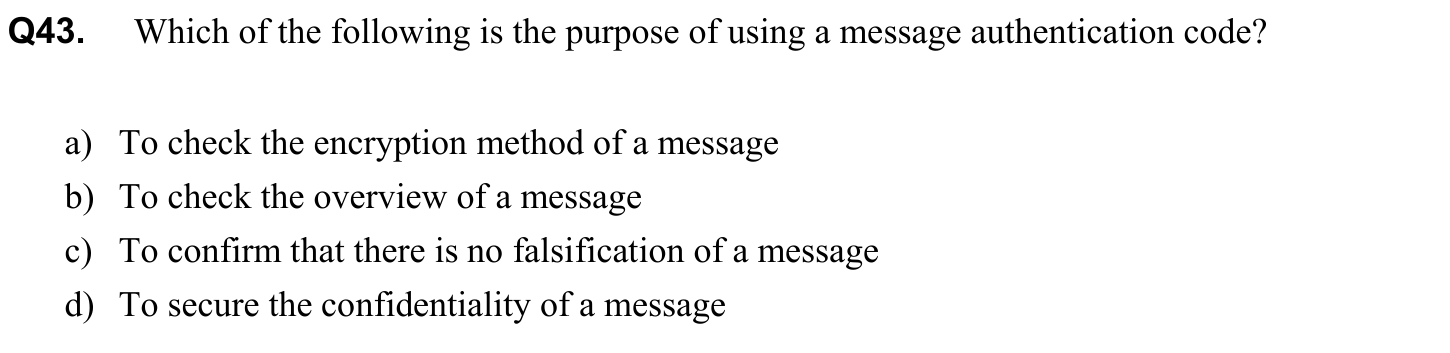 Q43. Which of the following is the purpose of using a message authentication code?
a) To check the encryption method of a message
b) To check the overview of a message
c) To confirm that there is no falsification of a message
d) To secure the confidentiality of a message